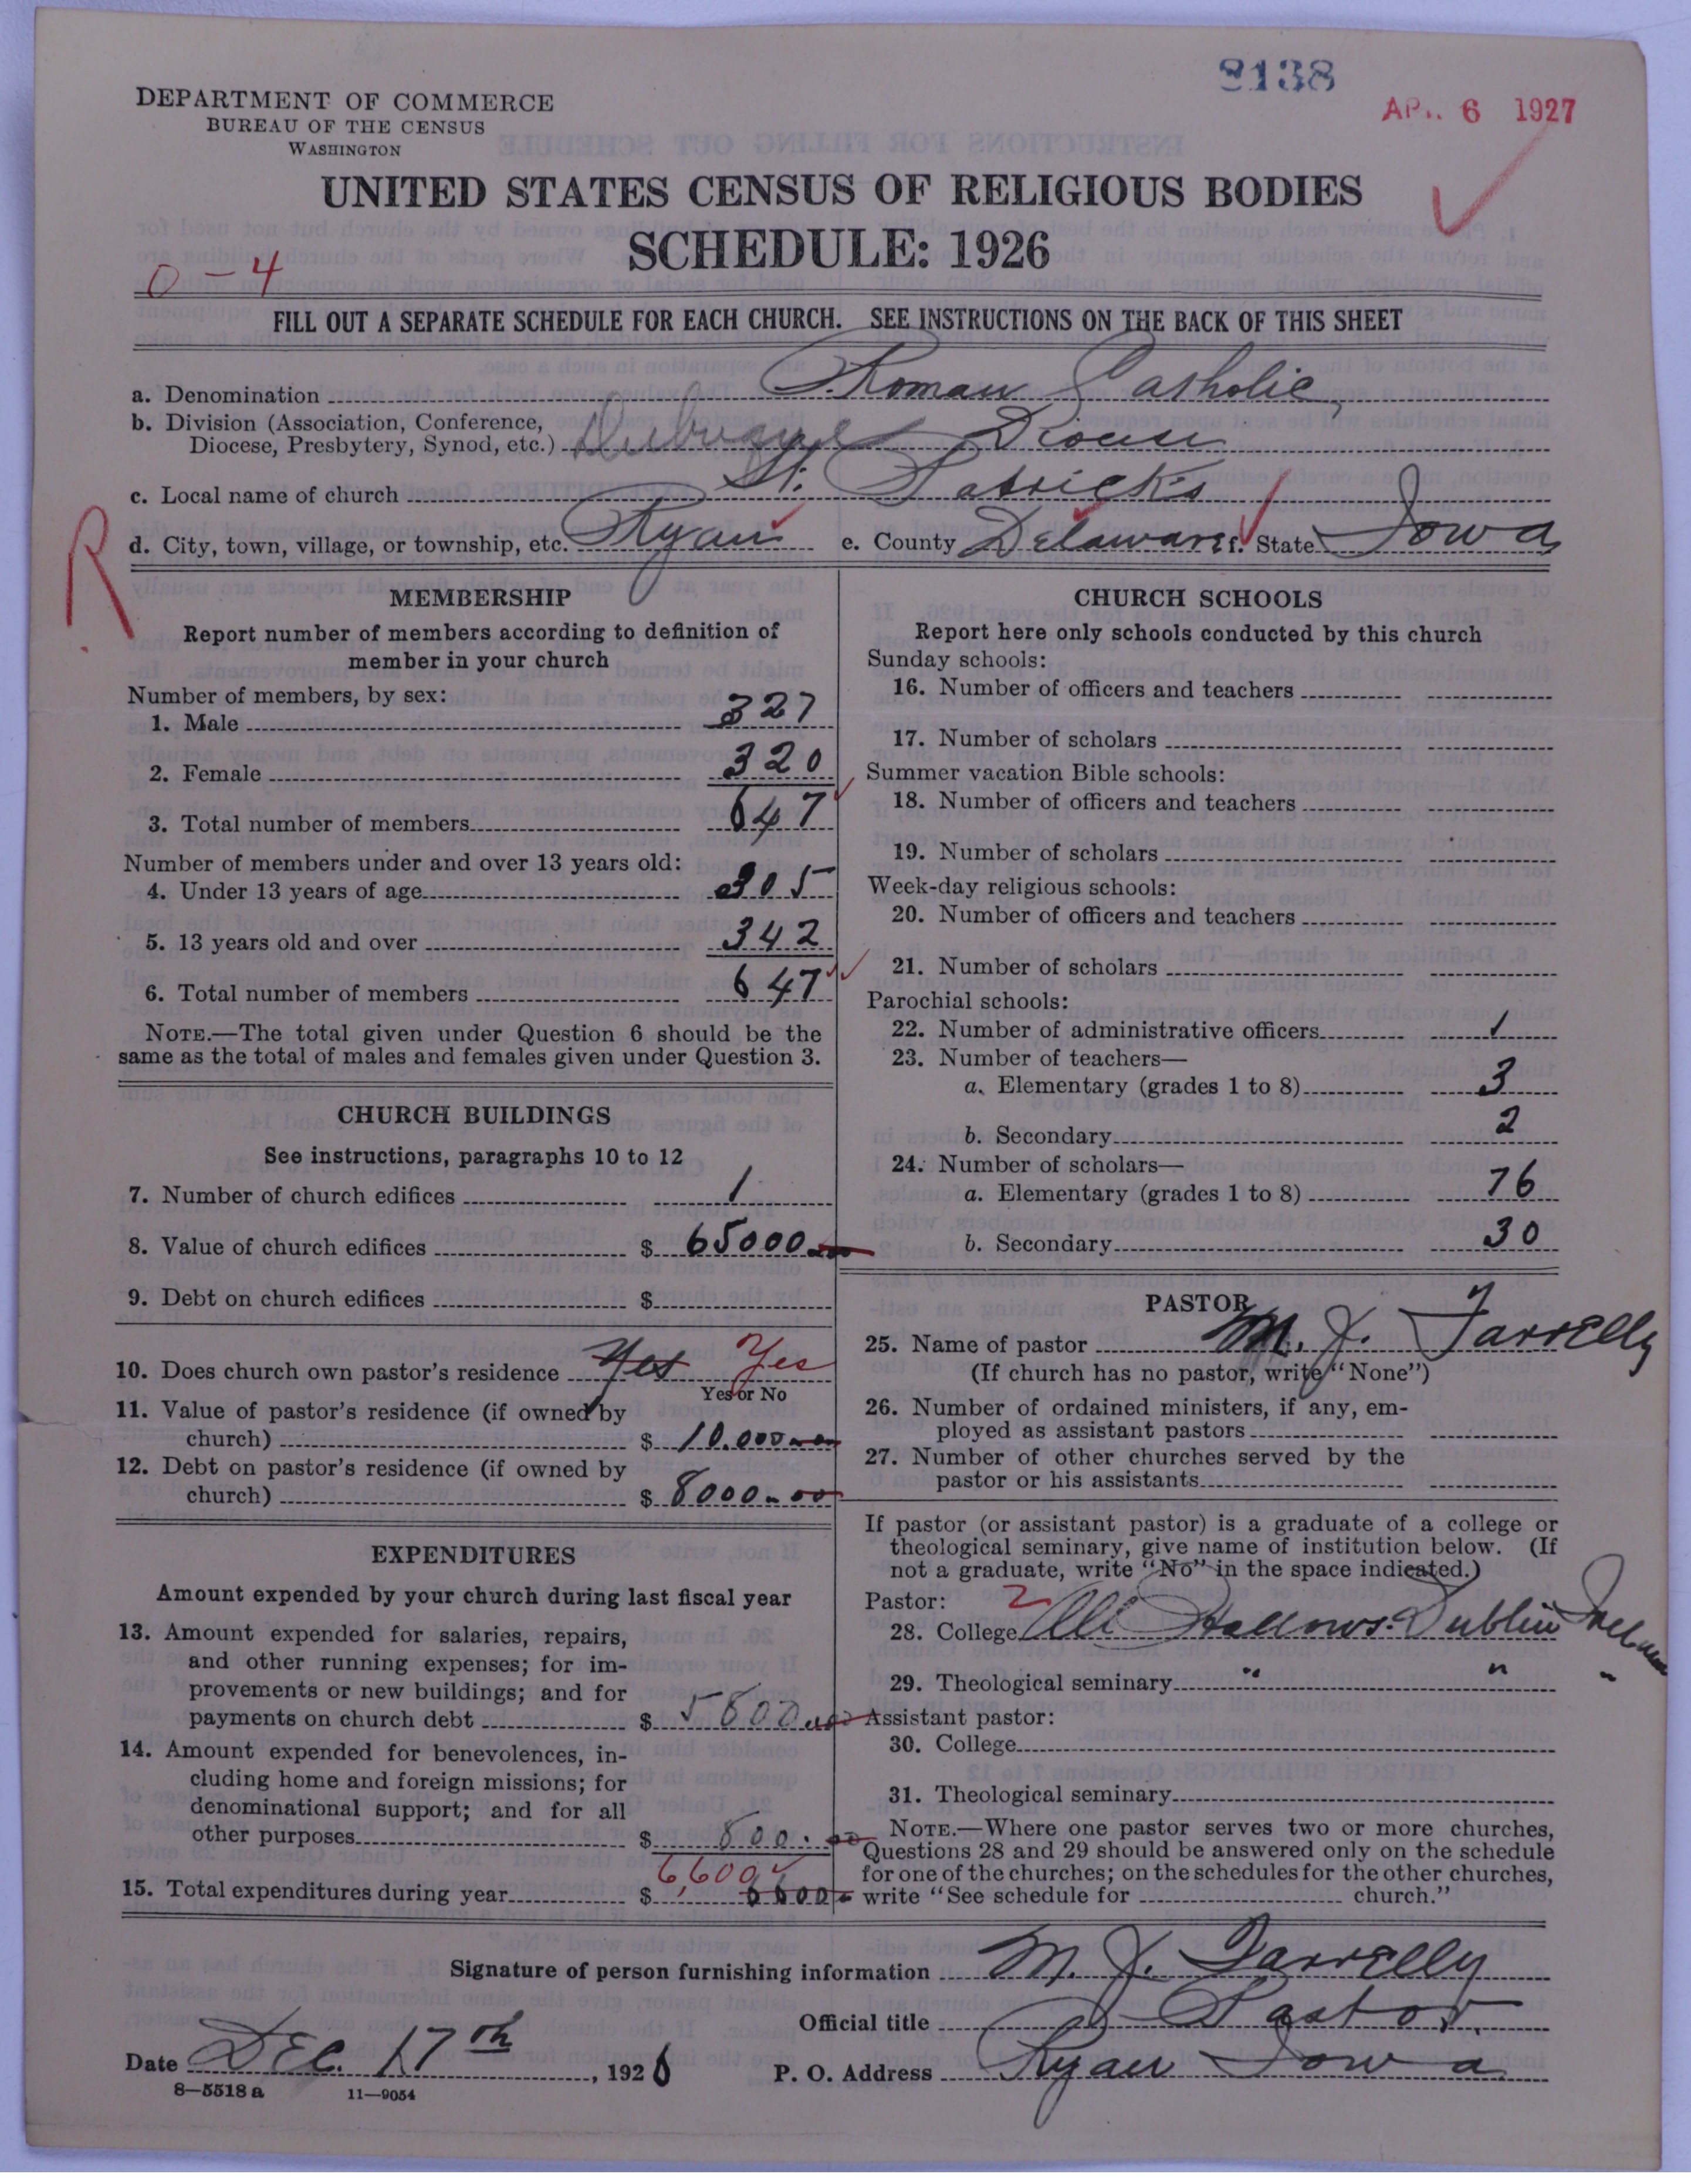 8138
APR 6 1927
DEPARTMENT OF COMMERCE
BUREAU OF THE CENSUS
WASHINGTON
UNITED STATES CENSUS OF RELIGIOUS BODIES
SCHEDULE: 1926
0-4
FILL OUT A SEPARATE SCHEDULE FOR EACH CHURCH. SEE INSTRUCTIONS ON THE BACK OF THIS SHEET
a. Denomination Roman Catholic
b. Division (Association, Conference,
Diocese, Presbytery, Synod, etc.) Dubuque Diocese
c. Local name of church St. Patrick's
R
d. City, town, village, or township, etc. Ryan e. County Delaware f. State Iowa
MEMBERSHIP
Report number of members according to definition of
member in your church
Number of members, by sex:
1. Male 327
2. Female 320
3. Total number of members 647
Number of members under and over 13 years old:
4. Under 13 years of age 305
5. 13 years old and over 342
6. Total number of members 647
NOTE.—The total given under Question 6 should be the
same as the total of males and females given under Question 3.
CHURCH BUILDINGS
See instructions, paragraphs 10 to 12
7. Number of church edifices 1
8. Value of church edifices $ 65000.00
9. Debt on church edifices $
10. Does church own pastor's residence Yes Yes
Yes or No
11. Value of pastor's residence (if owned by
church) $ 10.000.00
12. Debt on pastor's residence (if owned by
church) $ 8000.00
EXPENDITURES
Amount expended by your church during last fiscal year
13. Amount expended for salaries, repairs,
and other running expenses; for im-
provements or new buildings; and for
payments on church debt $ 5800.00
14. Amount expended for benevolences, in-
cluding home and foreign missions; for
denominational support; and for all
other purposes $ 800.00
6,600
15. Total expenditures during year $
CHURCH SCHOOLS
Report here only schools conducted by this church
Sunday schools:
16. Number of officers and teachers
17. Number of scholars
Summer vacation Bible schools:
18. Number of officers and teachers
19. Number of scholars
Week-day religious schools:
20. Number of officers and teachers
21. Number of scholars
Parochial schools:
22. Number of administrative officers 1
23. Number of teachers—
a. Elementary (grades 1 to 8) 3
b. Secondary 2
24. Number of scholars—
a. Elementary (grades 1 to 8) 76
b. Secondary 30
PASTOR
25. Name of pastor M. J. Farrelly
(If church has no pastor, write "None")
26. Number of ordained ministers, if any, em-
ployed as assistant pastors
27. Number of other churches served by the
pastor or his assistants
If pastor (or assistant pastor) is a graduate of a college or
theological seminary, give name of institution below. (If
not a graduate, write "No" in the space indicated.)
Pastor: 2
28. College All Hallows. Dublin Ireland
29. Theological seminary " " "
Assistant pastor:
30. College
31. Theological seminary
NOTE.—Where one pastor serves two or more churches,
Questions 28 and 29 should be answered only on the schedule
for one of the churches; on the schedules for the other churches,
write "See schedule for church."
Signature of person furnishing information M. J. Farrelly
Official title Pastor.
Date Dec. 17th, 1926 P. O. Address Ryan Iowa
8—5518 a 11—9054